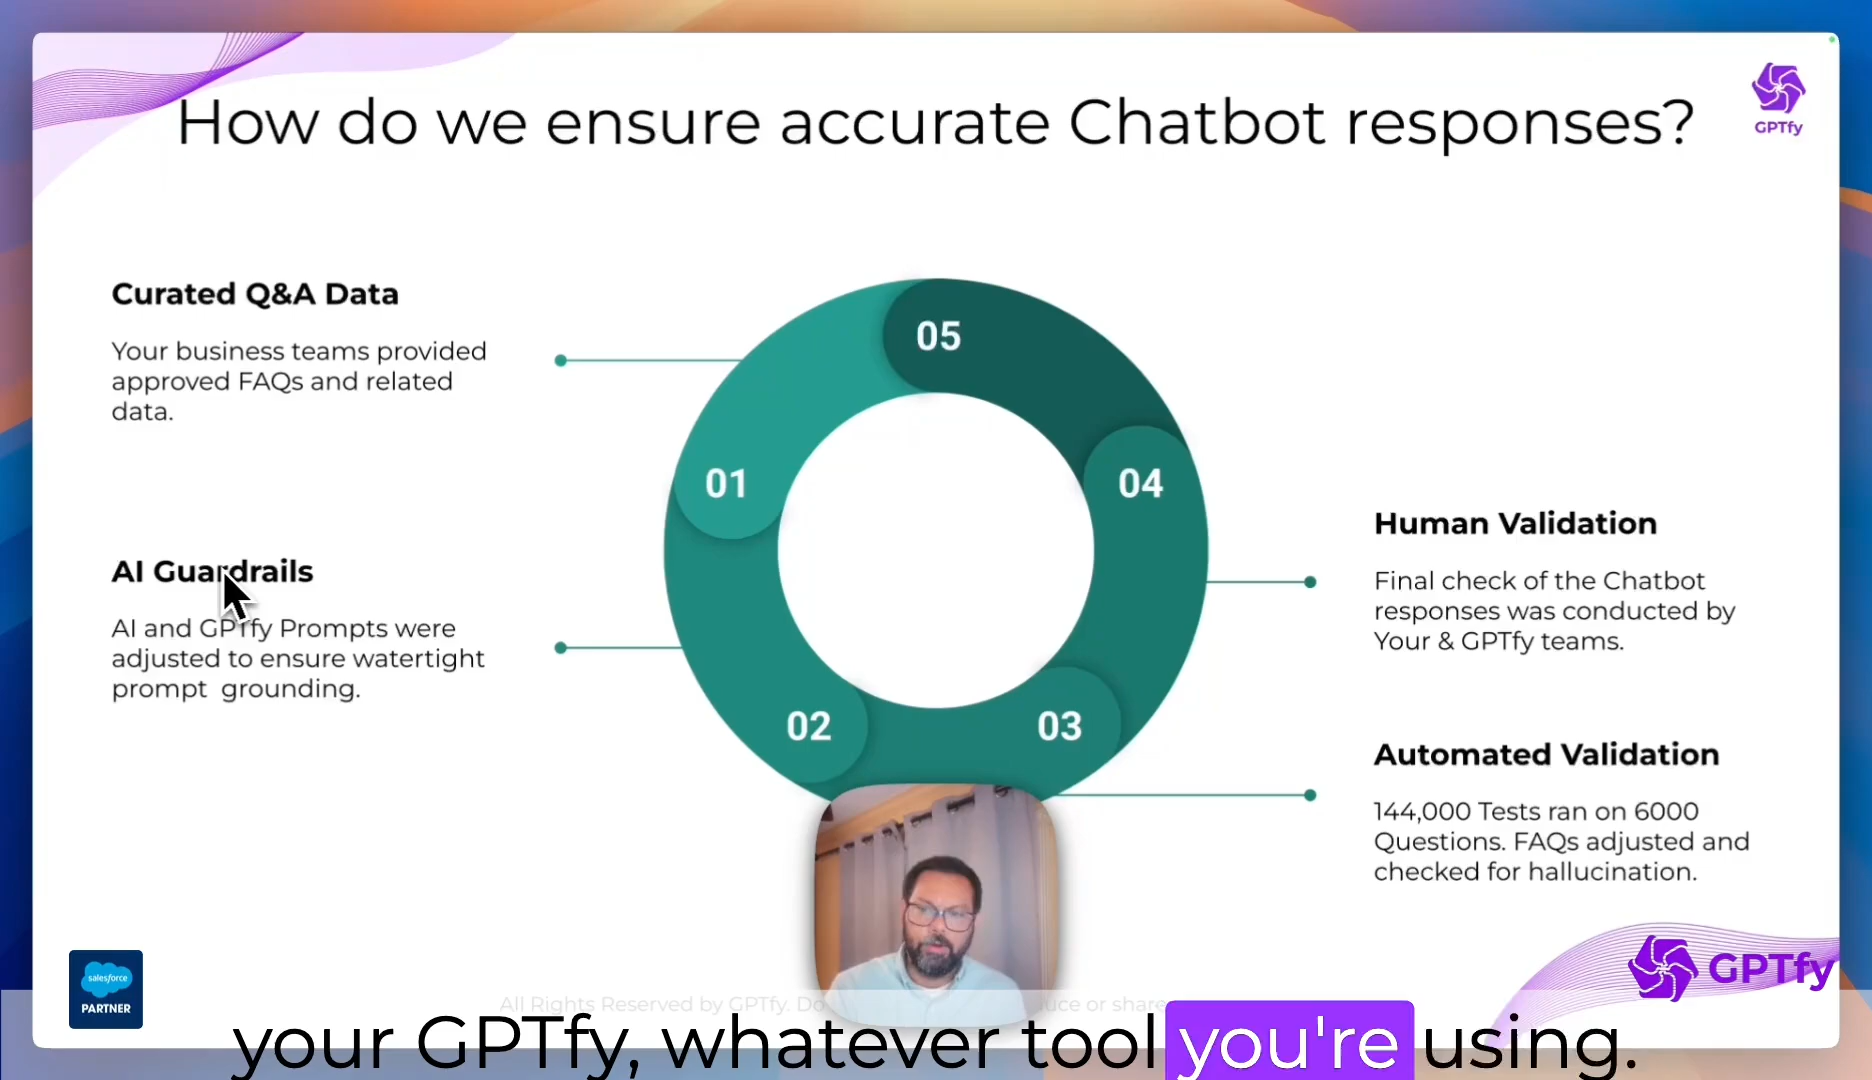 How do we ensure accurate Chatbot responses?
GPTfy
Curated Q&A Data
Your business teams provided
approved FAQs and related
data.
AI Guardrails
AI and GPTfy Prompts were
adjusted to ensure watertight
prompt grounding.
05
01
04
02
03
Human Validation
Final check of the Chatbot
responses was conducted by
Your & GPTfy teams.
Automated Validation
144,000 Tests ran on 6000
Questions. FAQs adjusted and
checked for hallucination.
salesforce
PARTNER
GPTfy
All Rights Reserved by GPTfy. Do or share
your GPTfy, whatever tool you're using.